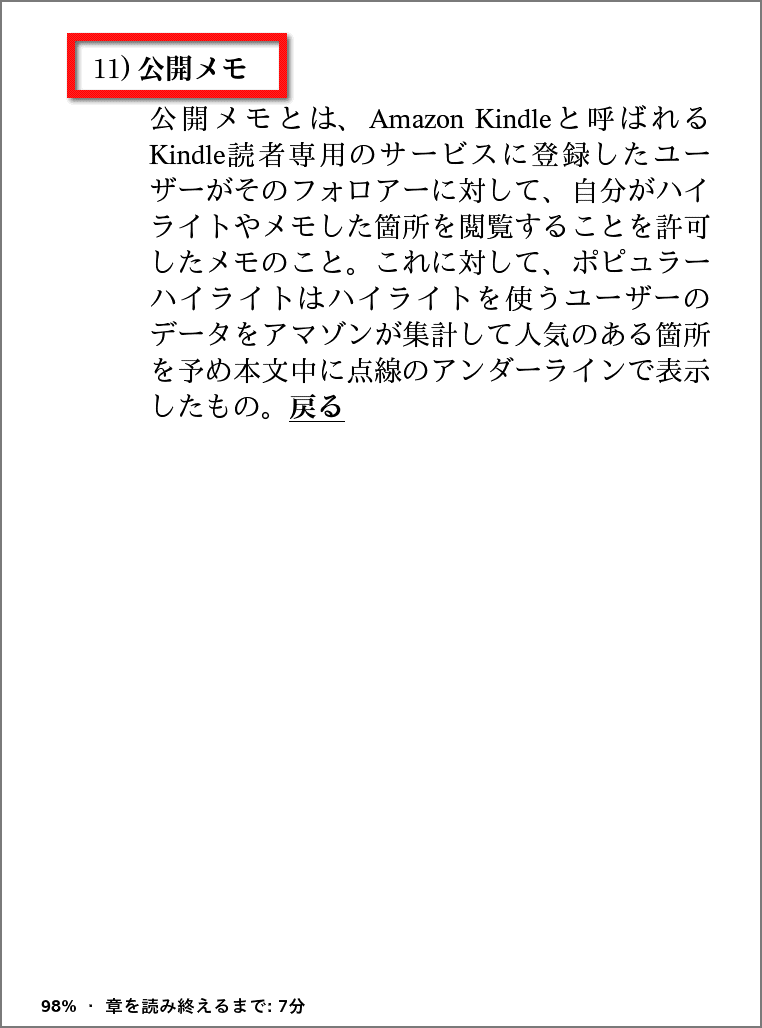 11) 公開メモ
公開メモとは、Amazon Kindleと呼ばれる
Kindle読者専用のサービスに登録したユー
ザーがそのフォロアーに対して、自分がハイ
ライトやメモした箇所を閲覧することを許可
したメモのこと。これに対して、ポピュラー
ハイライトはハイライトを使うユーザーの
データをアマゾンが集計して人気のある箇所
を予め本文中に点線のアンダーラインで表示
したもの。戻る
98% · 章を読み終えるまで: 7分